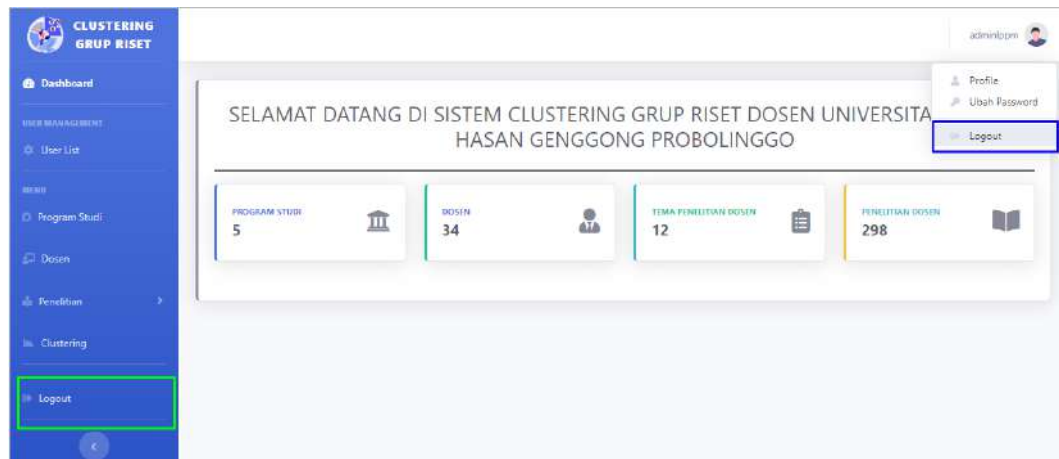 CLUSTERING
GRUP RISET
adminlppm
Dashboard
Profile
Ubah Password
Logout
USER MANAGEMENT
User List
SELAMAT DATANG DI SISTEM CLUSTERING GRUP RISET DOSEN UNIVERSITA
HASAN GENGGONG PROBOLINGGO
MENU
Program Studi
Dosen
Penelitian
Clustering
Logout
PROGRAM STUDI
5
DOSEN
34
TEMA PENELITIAN DOSEN
12
PENELITIAN DOSEN
298